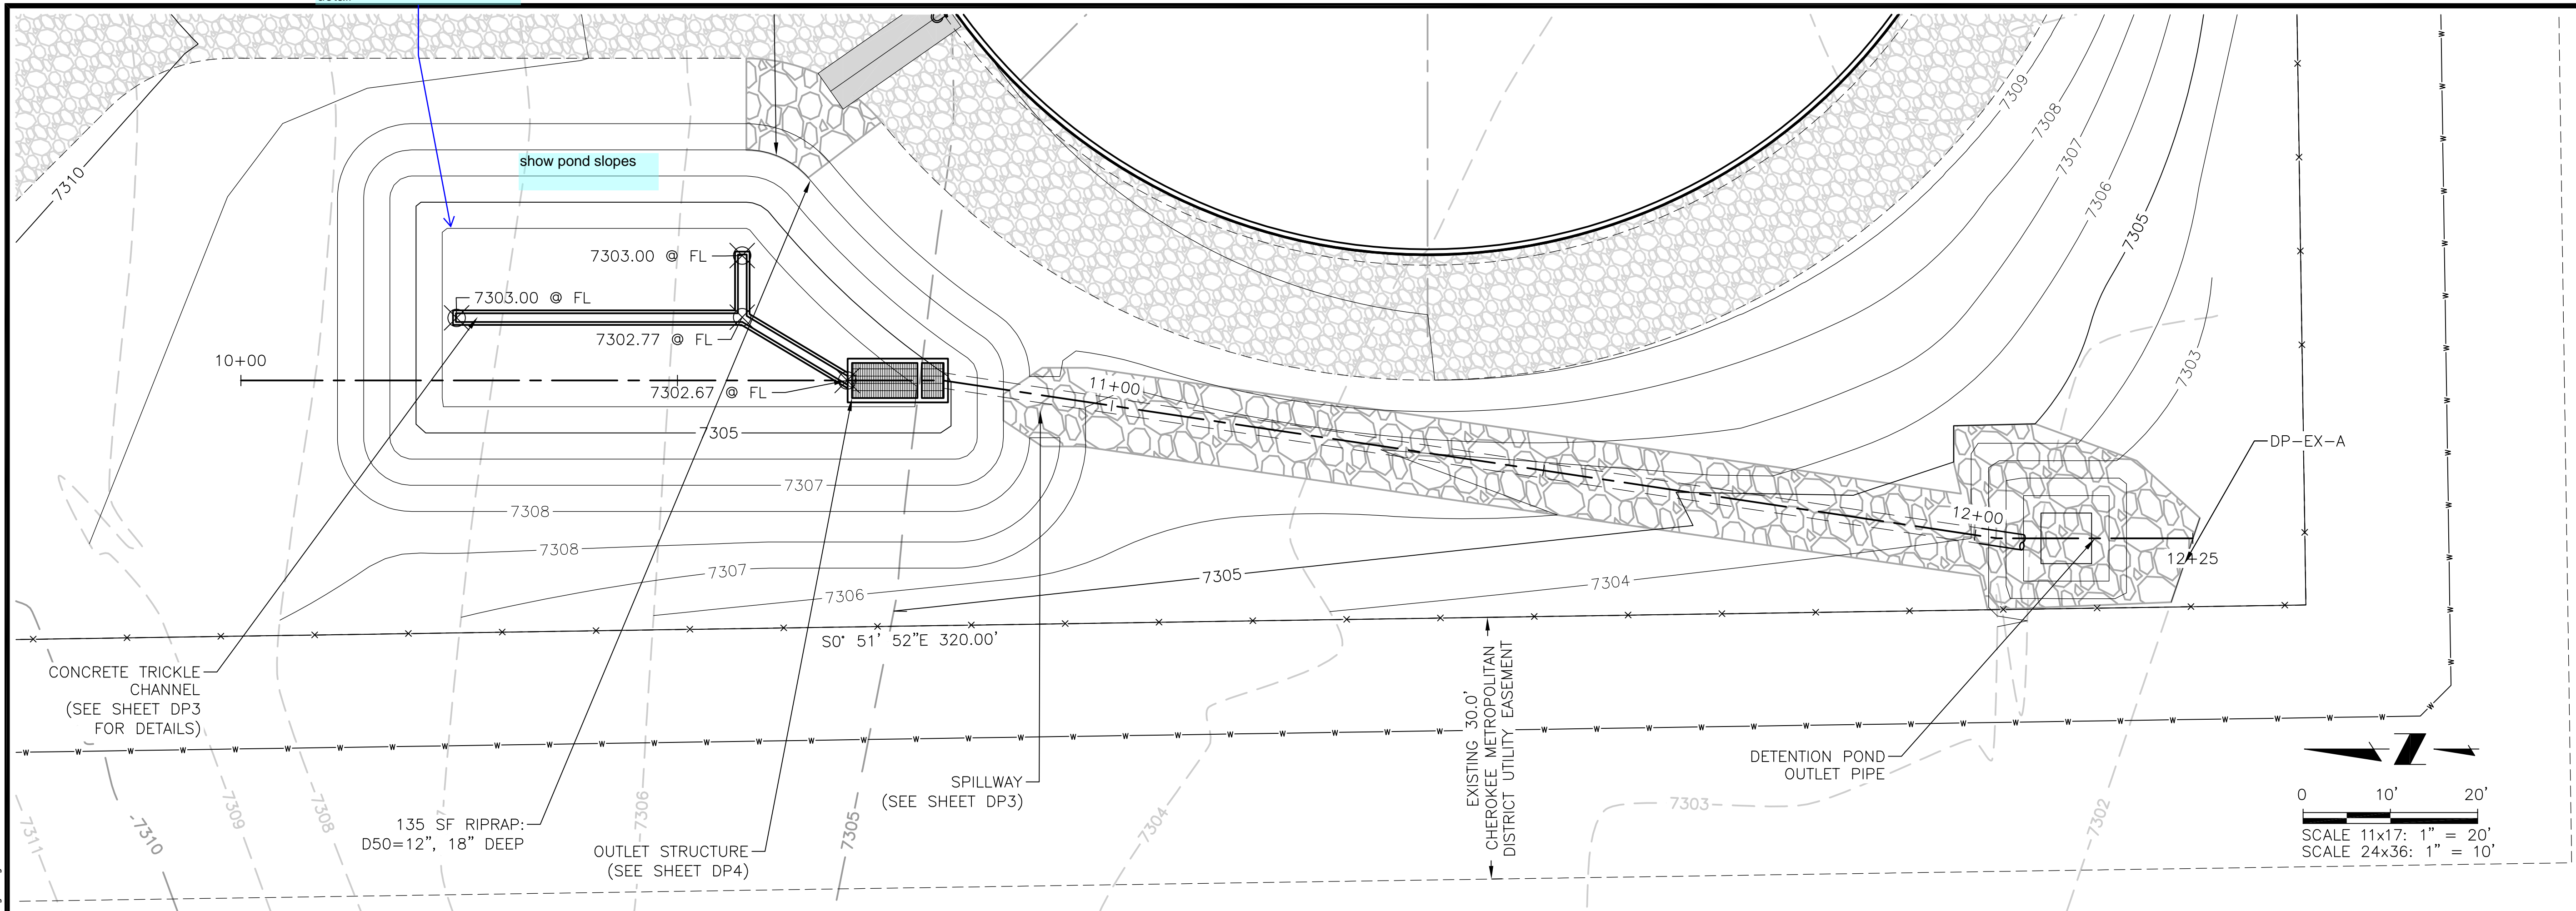 show pond slopes
7310
7309
7308
7307
7306
7305
7303
7303.00 @ FL
7303.00 @ FL
7302.77 @ FL
7302.67 @ FL
10+00
11+00
12+00
12+25
DP-EX-A
7305
7307
7308
7308
7307
7306
7305
7304
S0° 51' 52"E 320.00'
CONCRETE TRICKLE
CHANNEL
(SEE SHEET DP3
FOR DETAILS)
135 SF RIPRAP:
D50=12", 18" DEEP
OUTLET STRUCTURE
(SEE SHEET DP4)
SPILLWAY
(SEE SHEET DP3)
EXISTING 30.0'
CHEROKEE METROPOLITAN
DISTRICT UTILITY EASEMENT
DETENTION POND
OUTLET PIPE
7311
7310
7309
7308
7306
7305
7304
7303
7302
Z
0 10' 20'
SCALE 11x17: 1" = 20'
SCALE 24x36: 1" = 10'